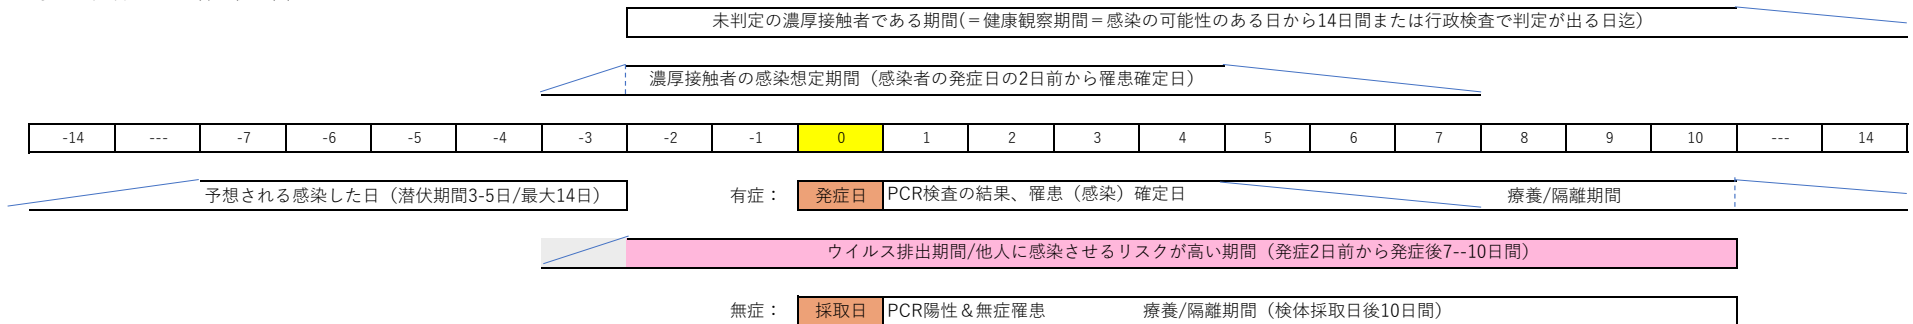 未判定の濃厚接触者である期間(=健康観察期間=感染の可能性のある日から14日間または行政検査で判定が出る日迄)
濃厚接触者の感染想定期間（感染者の発症日の2日前から罹患確定日）
-14 --- -7 -6 -5 -4 -3 -2 -1 0 1 2 3 4 5 6 7 8 9 10 --- 14
予想される感染した日（潜伏期間3-5日/最大14日） 有症： 発症日 PCR検査の結果、罹患（感染）確定日 療養/隔離期間
ウイルス排出期間/他人に感染させるリスクが高い期間（発症2日前から発症後7--10日間）
無症： 採取日 PCR陽性＆無症罹患 療養/隔離期間（検体採取日後10日間）